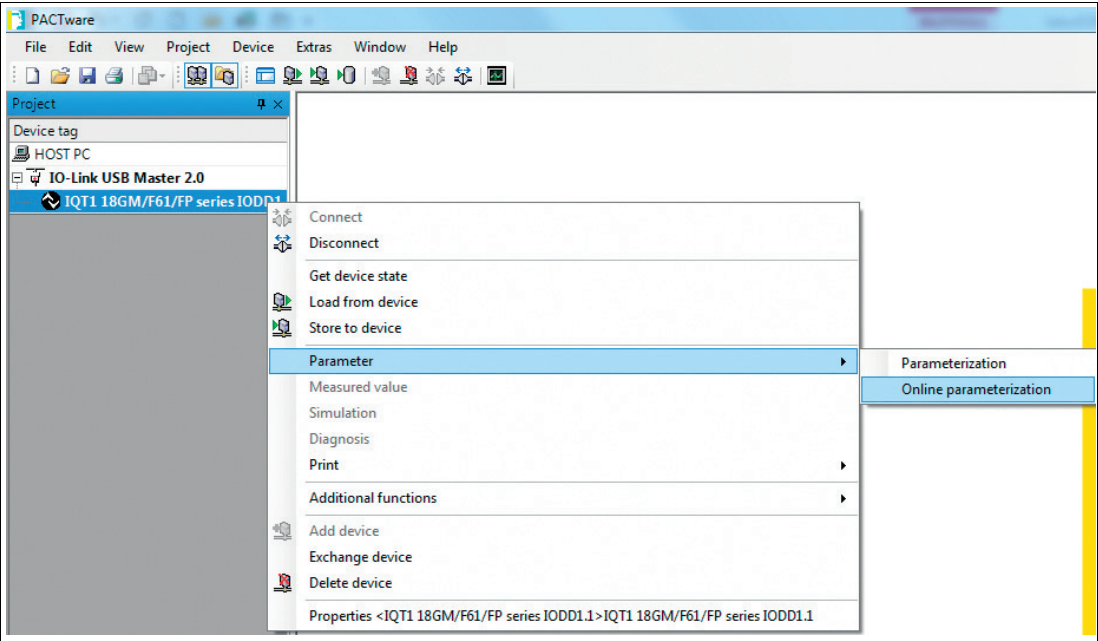 PACTware
File Edit View Project Device Extras Window Help
Project
Device tag
HOST PC
IO-Link USB Master 2.0
IQT1 18GM/F61/FP series IODD1
Connect
Disconnect
Get device state
Load from device
Store to device
Parameter
Parameterization
Online parameterization
Measured value
Simulation
Diagnosis
Print
Additional functions
Add device
Exchange device
Delete device
Properties <IQT1 18GM/F61/FP series IODD1.1>IQT1 18GM/F61/FP series IODD1.1